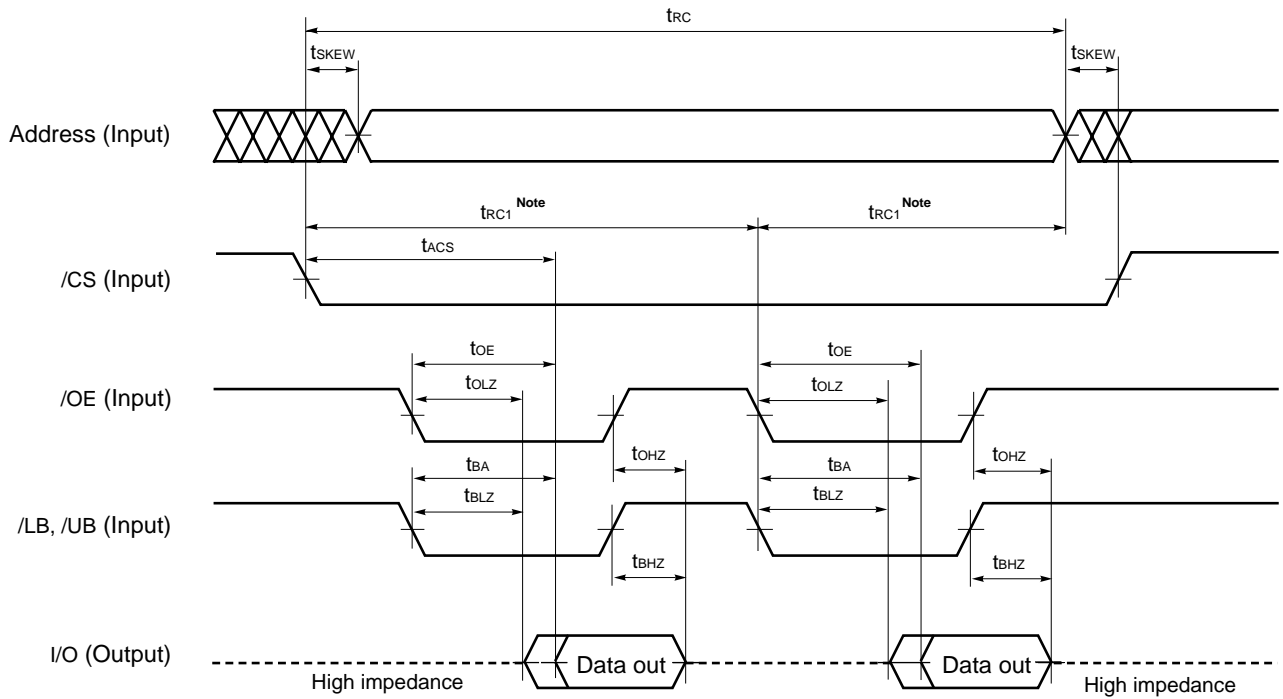 tRC
tSKEW
tSKEW
Address (Input)
tRC1 Note
tRC1 Note
tACS
/CS (Input)
tOE
tOE
tOLZ
tOLZ
/OE (Input)
tOHZ
tOHZ
tBA
tBA
tBLZ
tBLZ
/LB, /UB (Input)
tBHZ
tBHZ
I/O (Output)
Data out
Data out
High impedance
High impedance